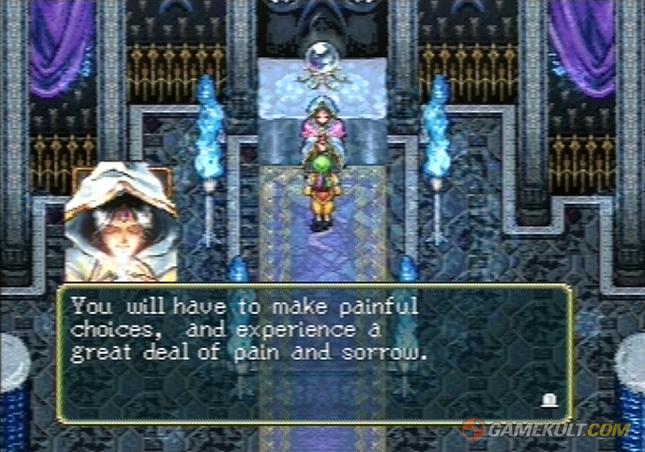 You will have to make painful
choices, and experience a
great deal of pain and sorrow.
GAMEKULT.COM